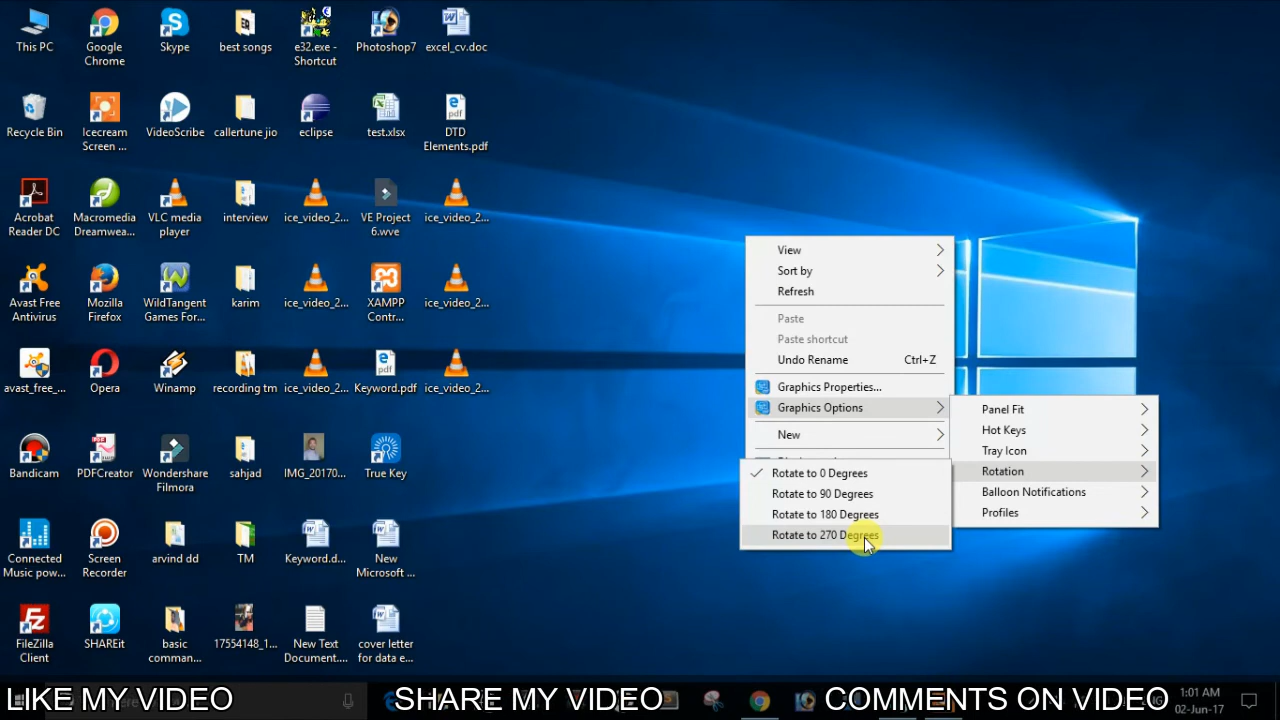 This PC
Google
Chrome
Skype
best songs
e32.exe -
Shortcut
Photoshop7
excel_cv.doc
Recycle Bin
Icecream
Screen ...
VideoScribe
callertune jio
eclipse
test.xlsx
DTD
Elements.pdf
Acrobat
Reader DC
Macromedia
Dreamwea...
VLC media
player
interview
ice_video_2...
VE Project
6.wve
ice_video_2...
Avast Free
Antivirus
Mozilla
Firefox
WildTangent
Games For...
karim
ice_video_2...
XAMPP
Contr...
ice_video_2...
avast_free_...
Opera
Winamp
recording tm
ice_video_2...
Keyword.pdf
ice_video_2...
Bandicam
PDFCreator
Wondershare
Filmora
sahjad
IMG_20170...
True Key
Connected
Music pow...
Screen
Recorder
arvind dd
TM
Keyword.d...
New
Microsoft ...
FileZilla
Client
SHAREit
basic
comman...
17554148_1...
New Text
Document....
cover letter
for data e...
View
Sort by
Refresh
Paste
Paste shortcut
Undo Rename Ctrl+Z
Graphics Properties...
Graphics Options
New
Panel Fit
Hot Keys
Tray Icon
Rotation
Balloon Notifications
Profiles
Rotate to 0 Degrees
Rotate to 90 Degrees
Rotate to 180 Degrees
Rotate to 270 Degrees
LIKE MY VIDEO
SHARE MY VIDEO
COMMENTS ON VIDEO
1:01 AM
02-Jun-17